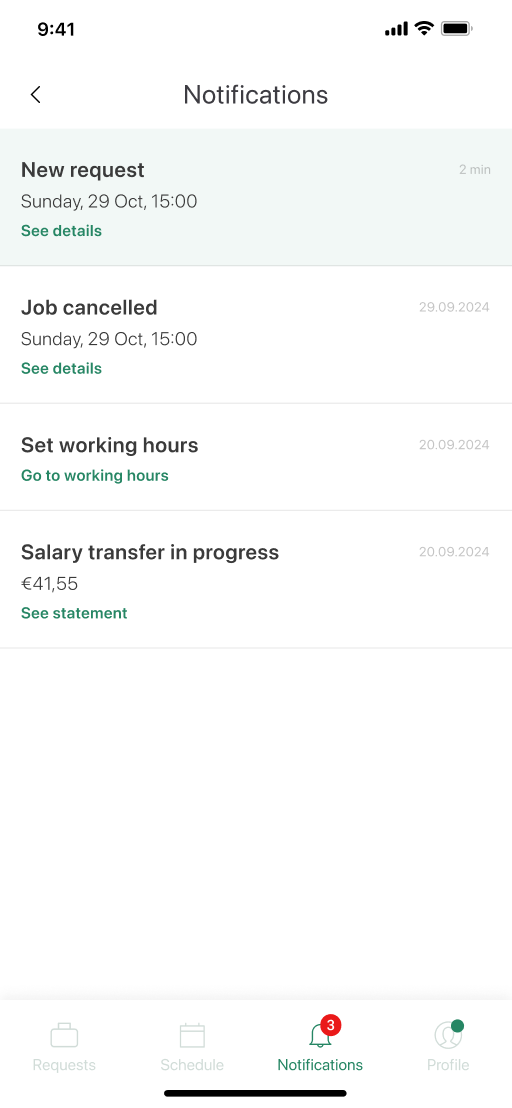 9:41
Notifications
New request
2 min
Sunday, 29 Oct, 15:00
See details
Job cancelled
29.09.2024
Sunday, 29 Oct, 15:00
See details
Set working hours
20.09.2024
Go to working hours
Salary transfer in progress
20.09.2024
€41,55
See statement
3
Requests
Schedule
Notifications
Profile